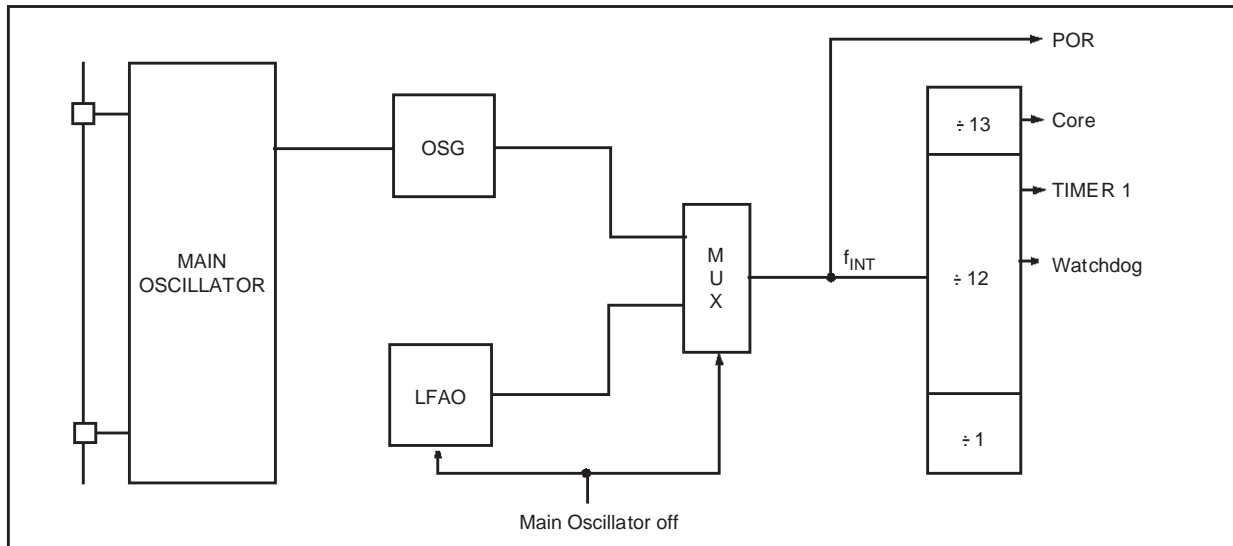 POR
÷ 13
Core
OSG
TIMER 1
MAIN
OSCILLATOR
M
U
X
f_INT
÷ 12
Watchdog
LFAO
÷ 1
Main Oscillator off